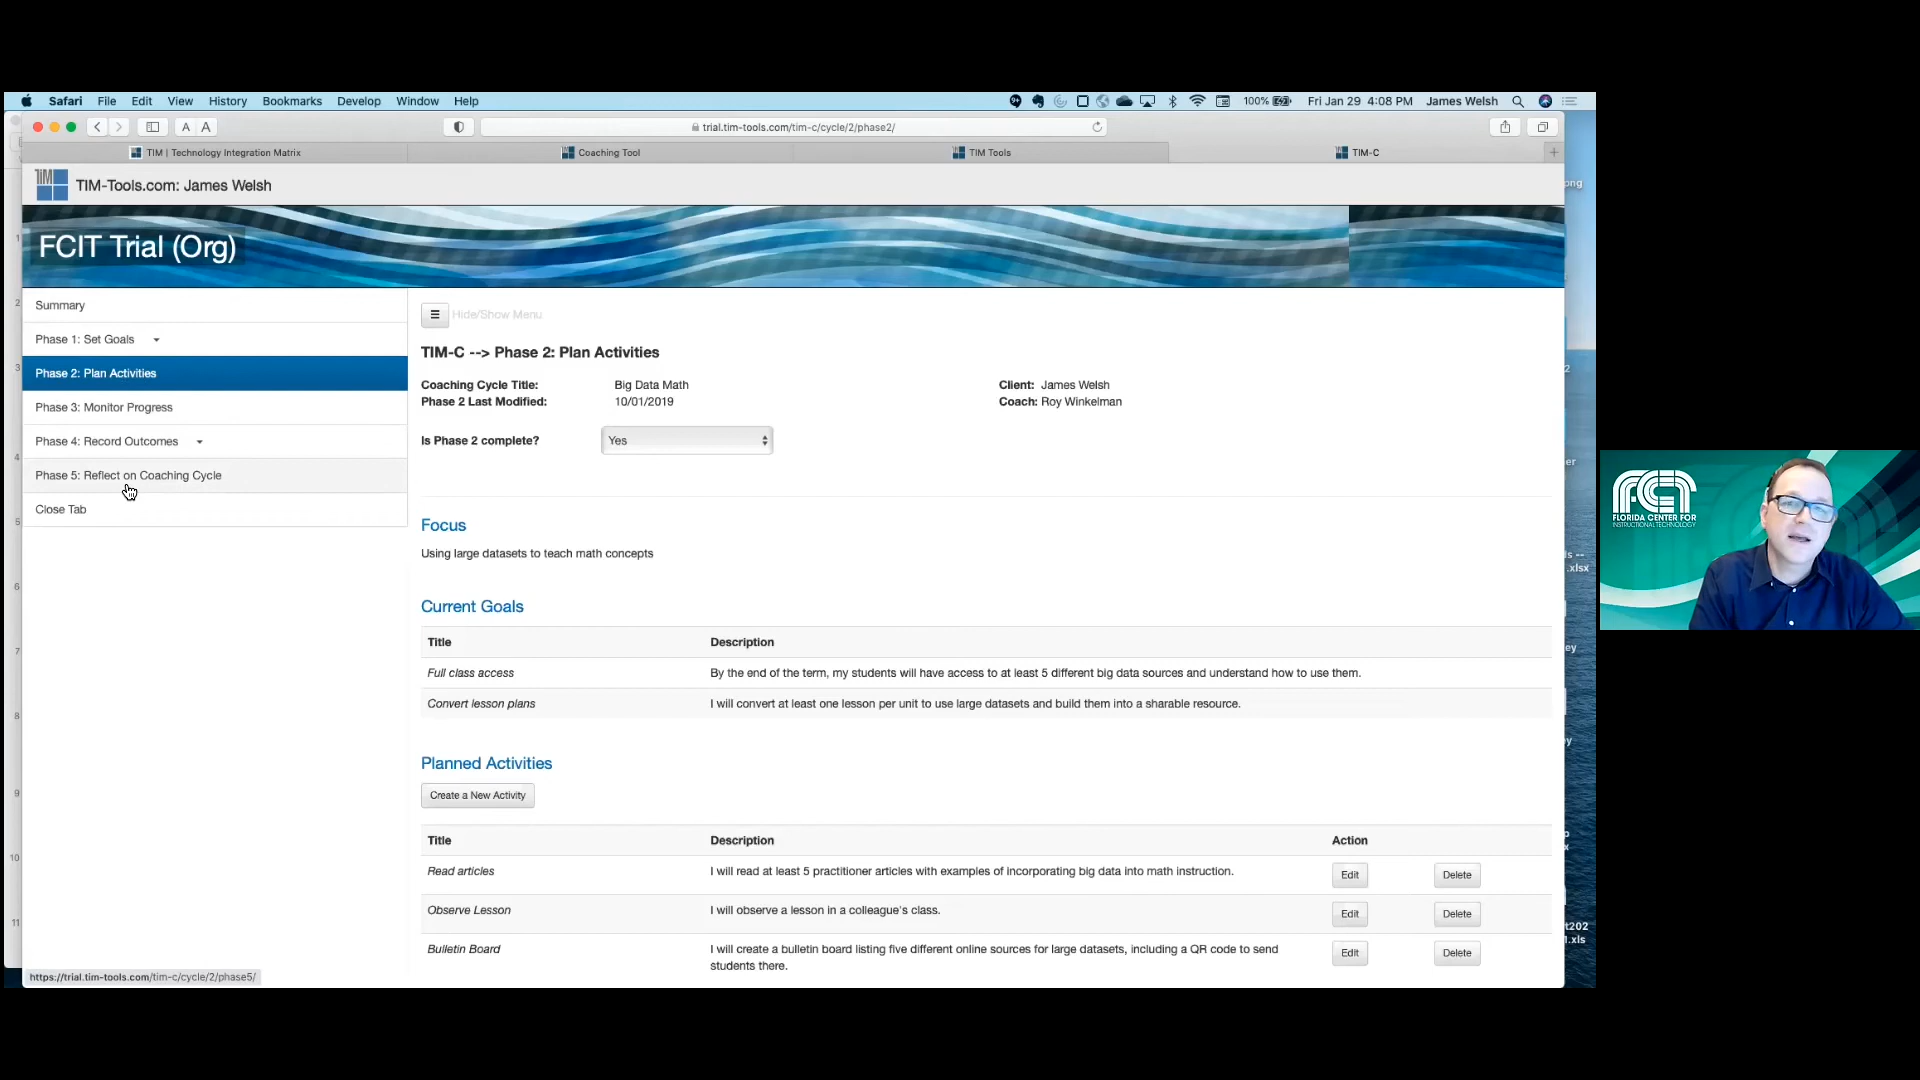 Safari File Edit View History Bookmarks Develop Window Help 100% Fri Jan 29 4:08 PM James Welsh
A A trial.tim-tools.com/tim-c/cycle/2/phase2/
TIM | Technology Integration Matrix Coaching Tool TIM Tools TIM-C
TIM-Tools.com: James Welsh
FCIT Trial (Org)
Summary
Phase 1: Set Goals
Phase 2: Plan Activities
Phase 3: Monitor Progress
Phase 4: Record Outcomes
Phase 5: Reflect on Coaching Cycle
Close Tab
Hide/Show Menu
TIM-C --> Phase 2: Plan Activities
Coaching Cycle Title: Big Data Math Client: James Welsh
Phase 2 Last Modified: 10/01/2019 Coach: Roy Winkelman
Is Phase 2 complete? Yes
Focus
Using large datasets to teach math concepts
Current Goals
Title Description
Full class access By the end of the term, my students will have access to at least 5 different big data sources and understand how to use them.
Convert lesson plans I will convert at least one lesson per unit to use large datasets and build them into a sharable resource.
Planned Activities
Create a New Activity
Title Description Action
Read articles I will read at least 5 practitioner articles with examples of incorporating big data into math instruction. Edit Delete
Observe Lesson I will observe a lesson in a colleague's class. Edit Delete
Bulletin Board I will create a bulletin board listing five different online sources for large datasets, including a QR code to send Edit Delete
students there.
https://trial.tim-tools.com/tim-c/cycle/2/phase5/
FCIT
FLORIDA CENTER FOR
INSTRUCTIONAL TECHNOLOGY